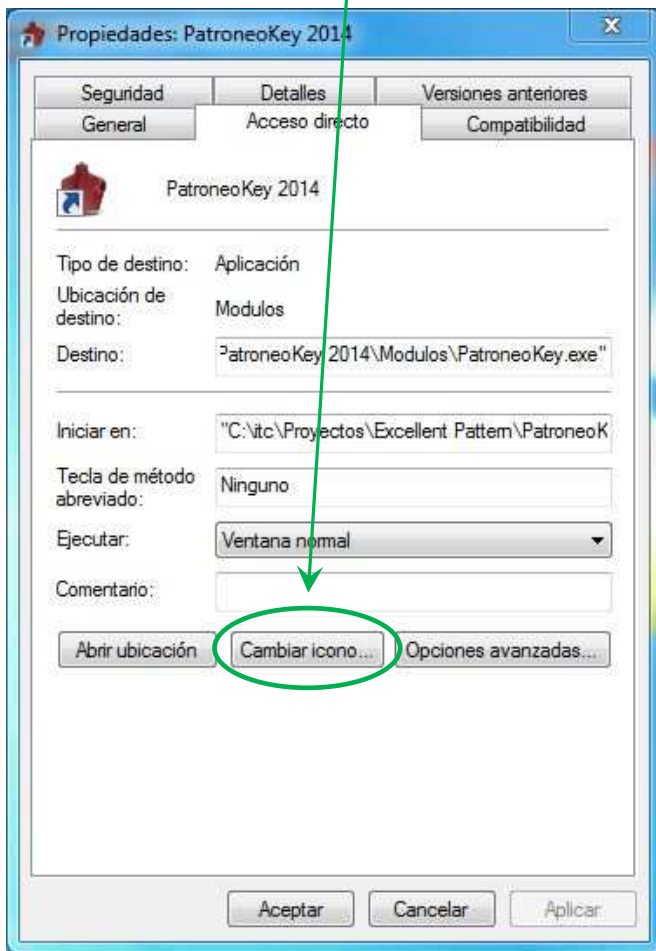 Propiedades: PatroneoKey 2014
Seguridad Detalles Versiones anteriores
General Acceso directo Compatibilidad
PatroneoKey 2014
Tipo de destino: Aplicación
Ubicación de destino: Modulos
Destino: PatroneoKey 2014\Modulos\PatroneoKey.exe"
Iniciar en: "C:\itc\Proyectos\Excellent Pattern\PatroneoK
Tecla de método abreviado: Ninguno
Ejecutar: Ventana normal
Comentario:
Abrir ubicación Cambiar icono... Opciones avanzadas...
Aceptar Cancelar Aplicar